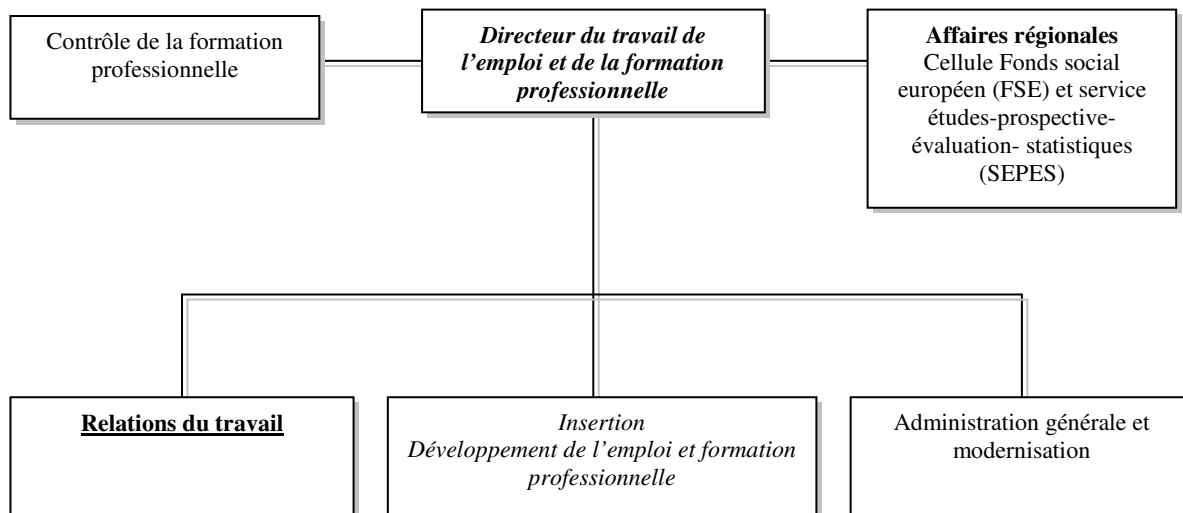 Contrôle de la formation
professionnelle
Directeur du travail de
l’emploi et de la formation
professionnelle
Affaires régionales
Cellule Fonds social
européen (FSE) et service
études-prospective-
évaluation- statistiques
(SEPES)
Relations du travail
Insertion
Développement de l’emploi et formation
professionnelle
Administration générale et
modernisation